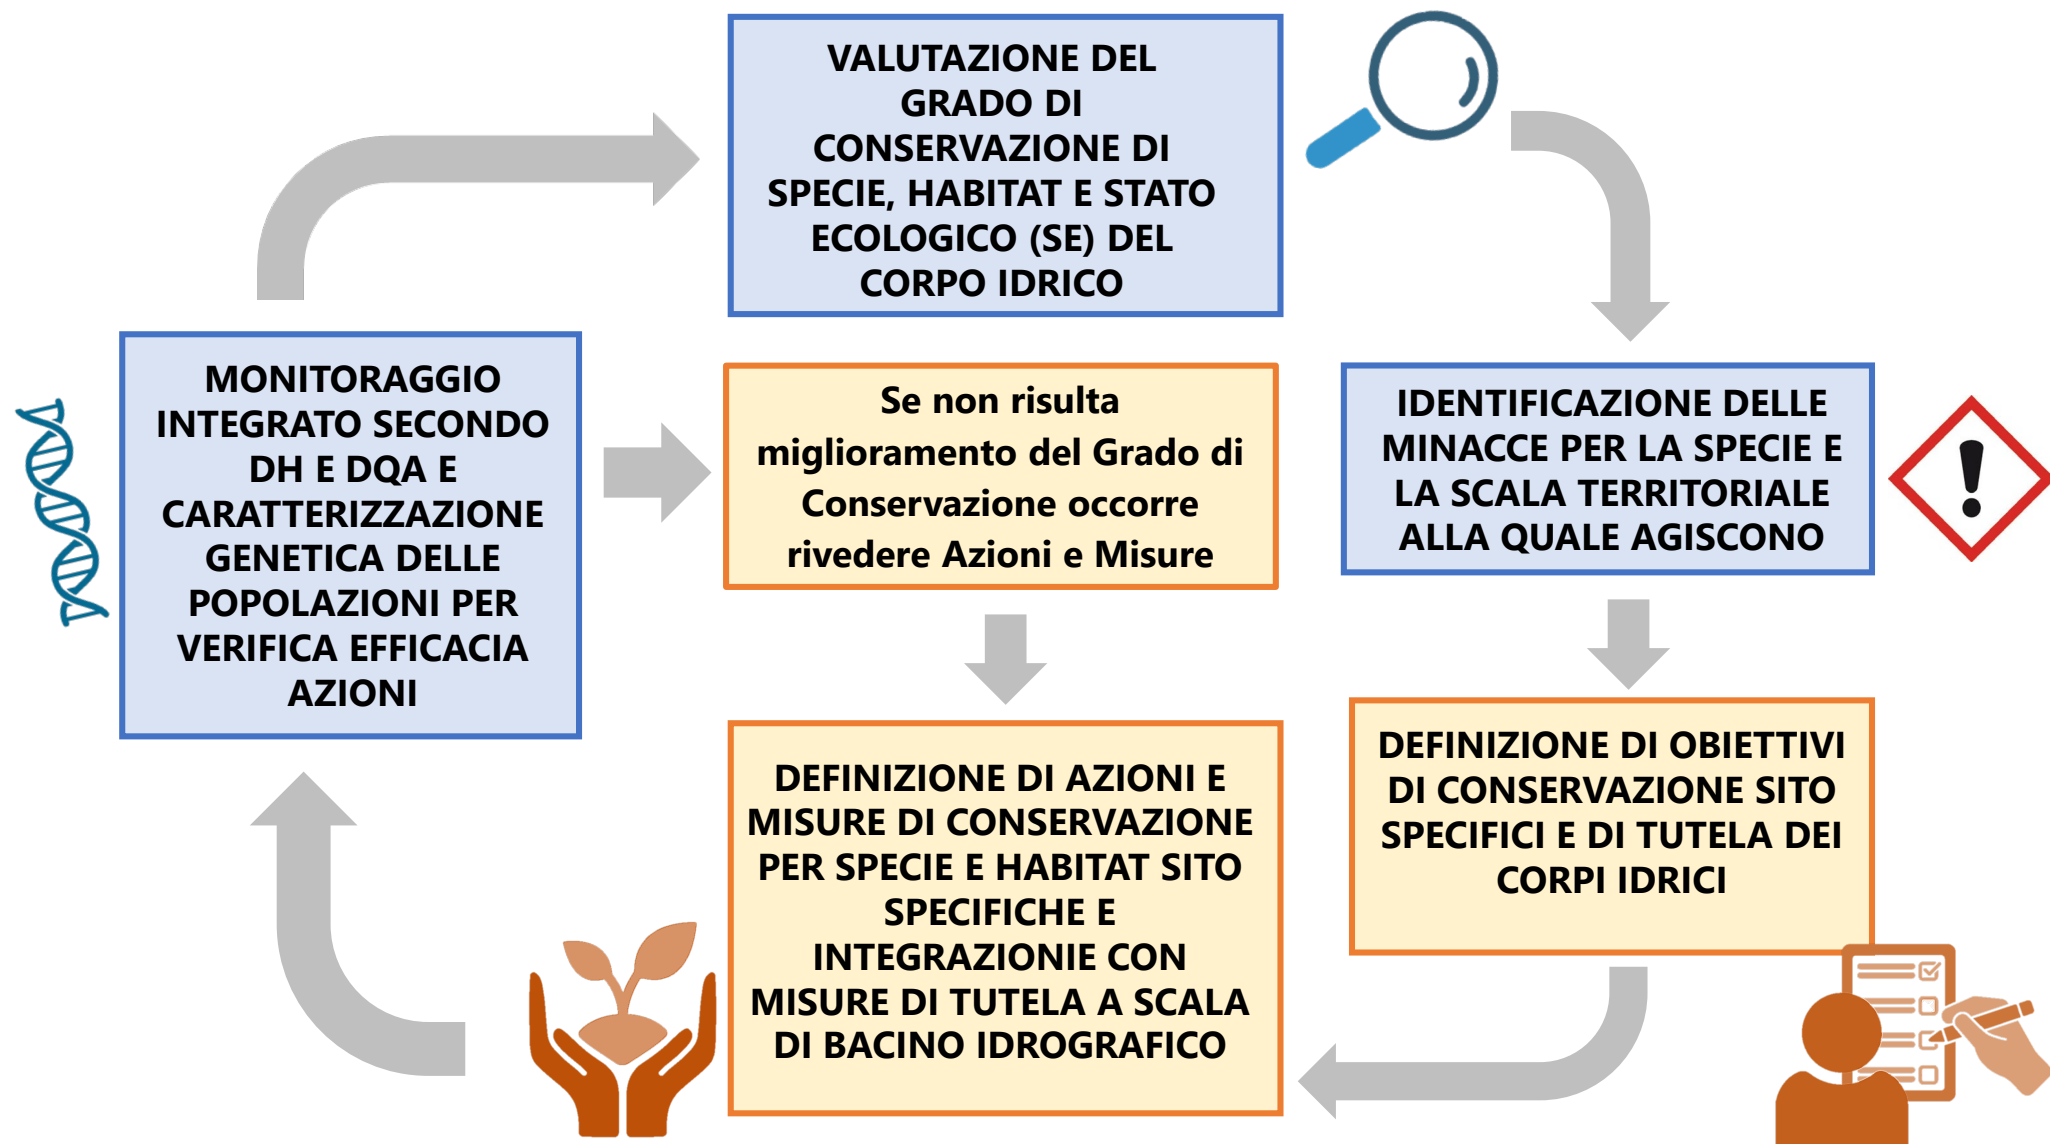 VALUTAZIONE DEL
GRADO DI
CONSERVAZIONE DI
SPECIE, HABITAT E STATO
ECOLOGICO (SE) DEL
CORPO IDRICO
MONITORAGGIO
INTEGRATO SECONDO
DH E DQA E
CARATTERIZZAZIONE
GENETICA DELLE
POPOLAZIONI PER
VERIFICA EFFICACIA
AZIONI
Se non risulta
miglioramento del Grado di
Conservazione occorre
rivedere Azioni e Misure
IDENTIFICAZIONE DELLE
MINACCE PER LA SPECIE E
LA SCALA TERRITORIALE
ALLA QUALE AGISCONO
DEFINIZIONE DI AZIONI E
MISURE DI CONSERVAZIONE
PER SPECIE E HABITAT SITO
SPECIFICHE E
INTEGRAZIONIE CON
MISURE DI TUTELA A SCALA
DI BACINO IDROGRAFICO
DEFINIZIONE DI OBIETTIVI
DI CONSERVAZIONE SITO
SPECIFICI E DI TUTELA DEI
CORPI IDRICI